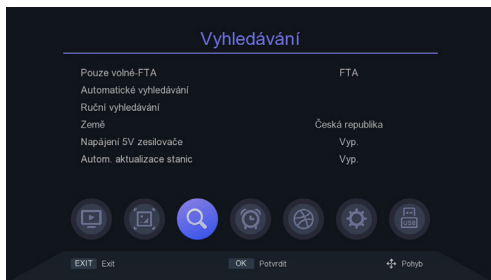 Vyhledávání
Pouze volné-FTA FTA
Automatické vyhledávání
Ruční vyhledávání
Země Česká republika
Napájení 5V zesilovače Vyp.
Autom. aktualizace stanic Vyp.
USB
EXIT Exit OK Potvrdit Pohyb